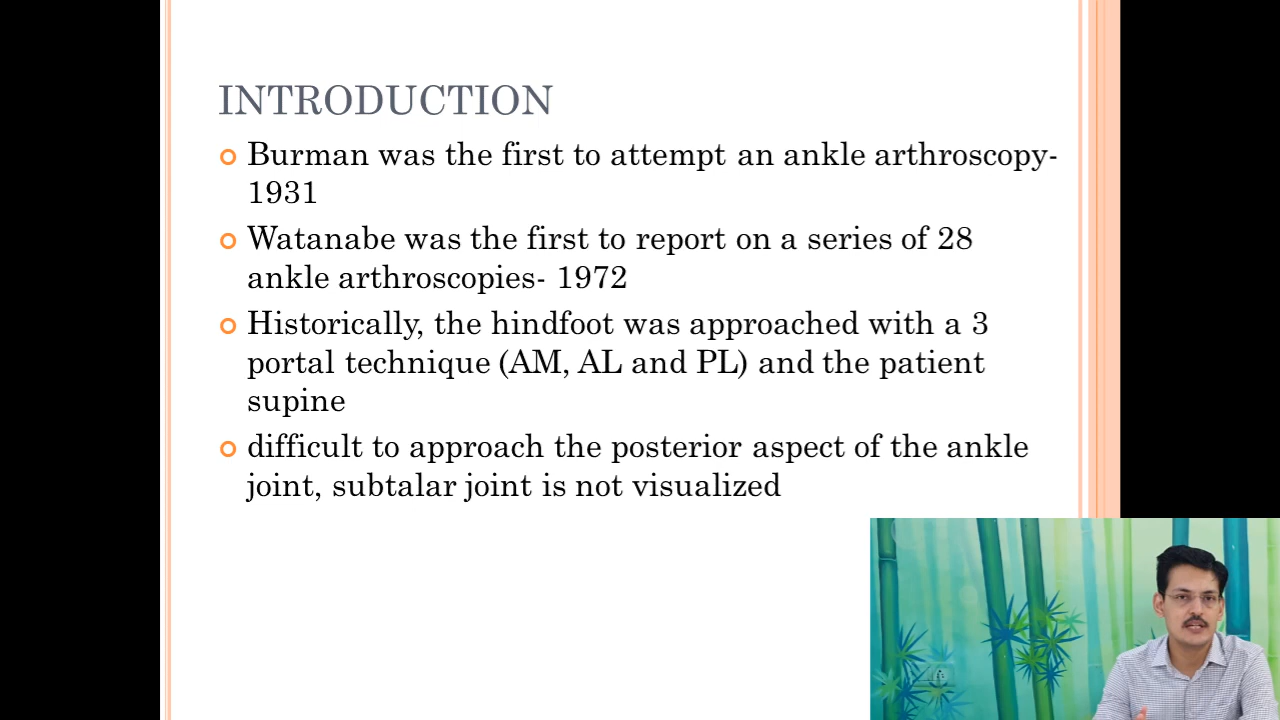 INTRODUCTION
Burman was the first to attempt an ankle arthroscopy-
1931
Watanabe was the first to report on a series of 28
ankle arthroscopies- 1972
Historically, the hindfoot was approached with a 3
portal technique (AM, AL and PL) and the patient
supine
difficult to approach the posterior aspect of the ankle
joint, subtalar joint is not visualized